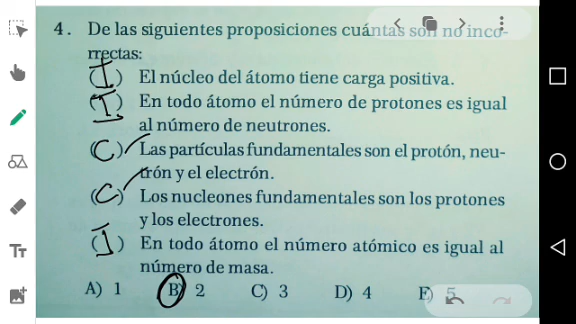 4. De las siguientes proposiciones cuántas son no inco-
rrectas:
(I) El núcleo del átomo tiene carga positiva.
(I) En todo átomo el número de protones es igual
al número de neutrones.
(C) Las partículas fundamentales son el protón, neu-
trón y el electrón.
(C) Los nucleones fundamentales son los protones
y los electrones.
(I) En todo átomo el número atómico es igual al
número de masa.
A) 1 B) 2 C) 3 D) 4 E) 5
Tт